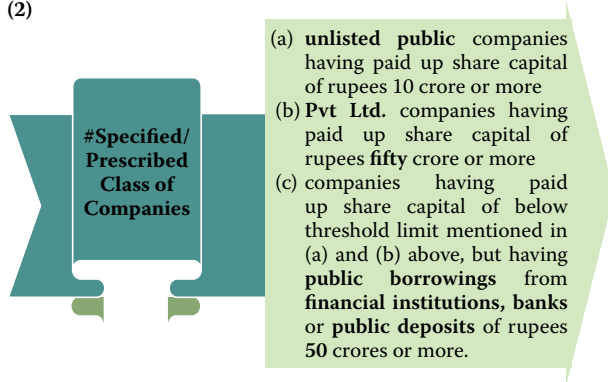 (2)
#Specified/
Prescribed
Class of
Companies
(a) unlisted public companies
having paid up share capital
of rupees 10 crore or more
(b) Pvt Ltd. companies having
paid up share capital of
rupees fifty crore or more
(c) companies having paid
up share capital of below
threshold limit mentioned in
(a) and (b) above, but having
public borrowings from
financial institutions, banks
or public deposits of rupees
50 crores or more.